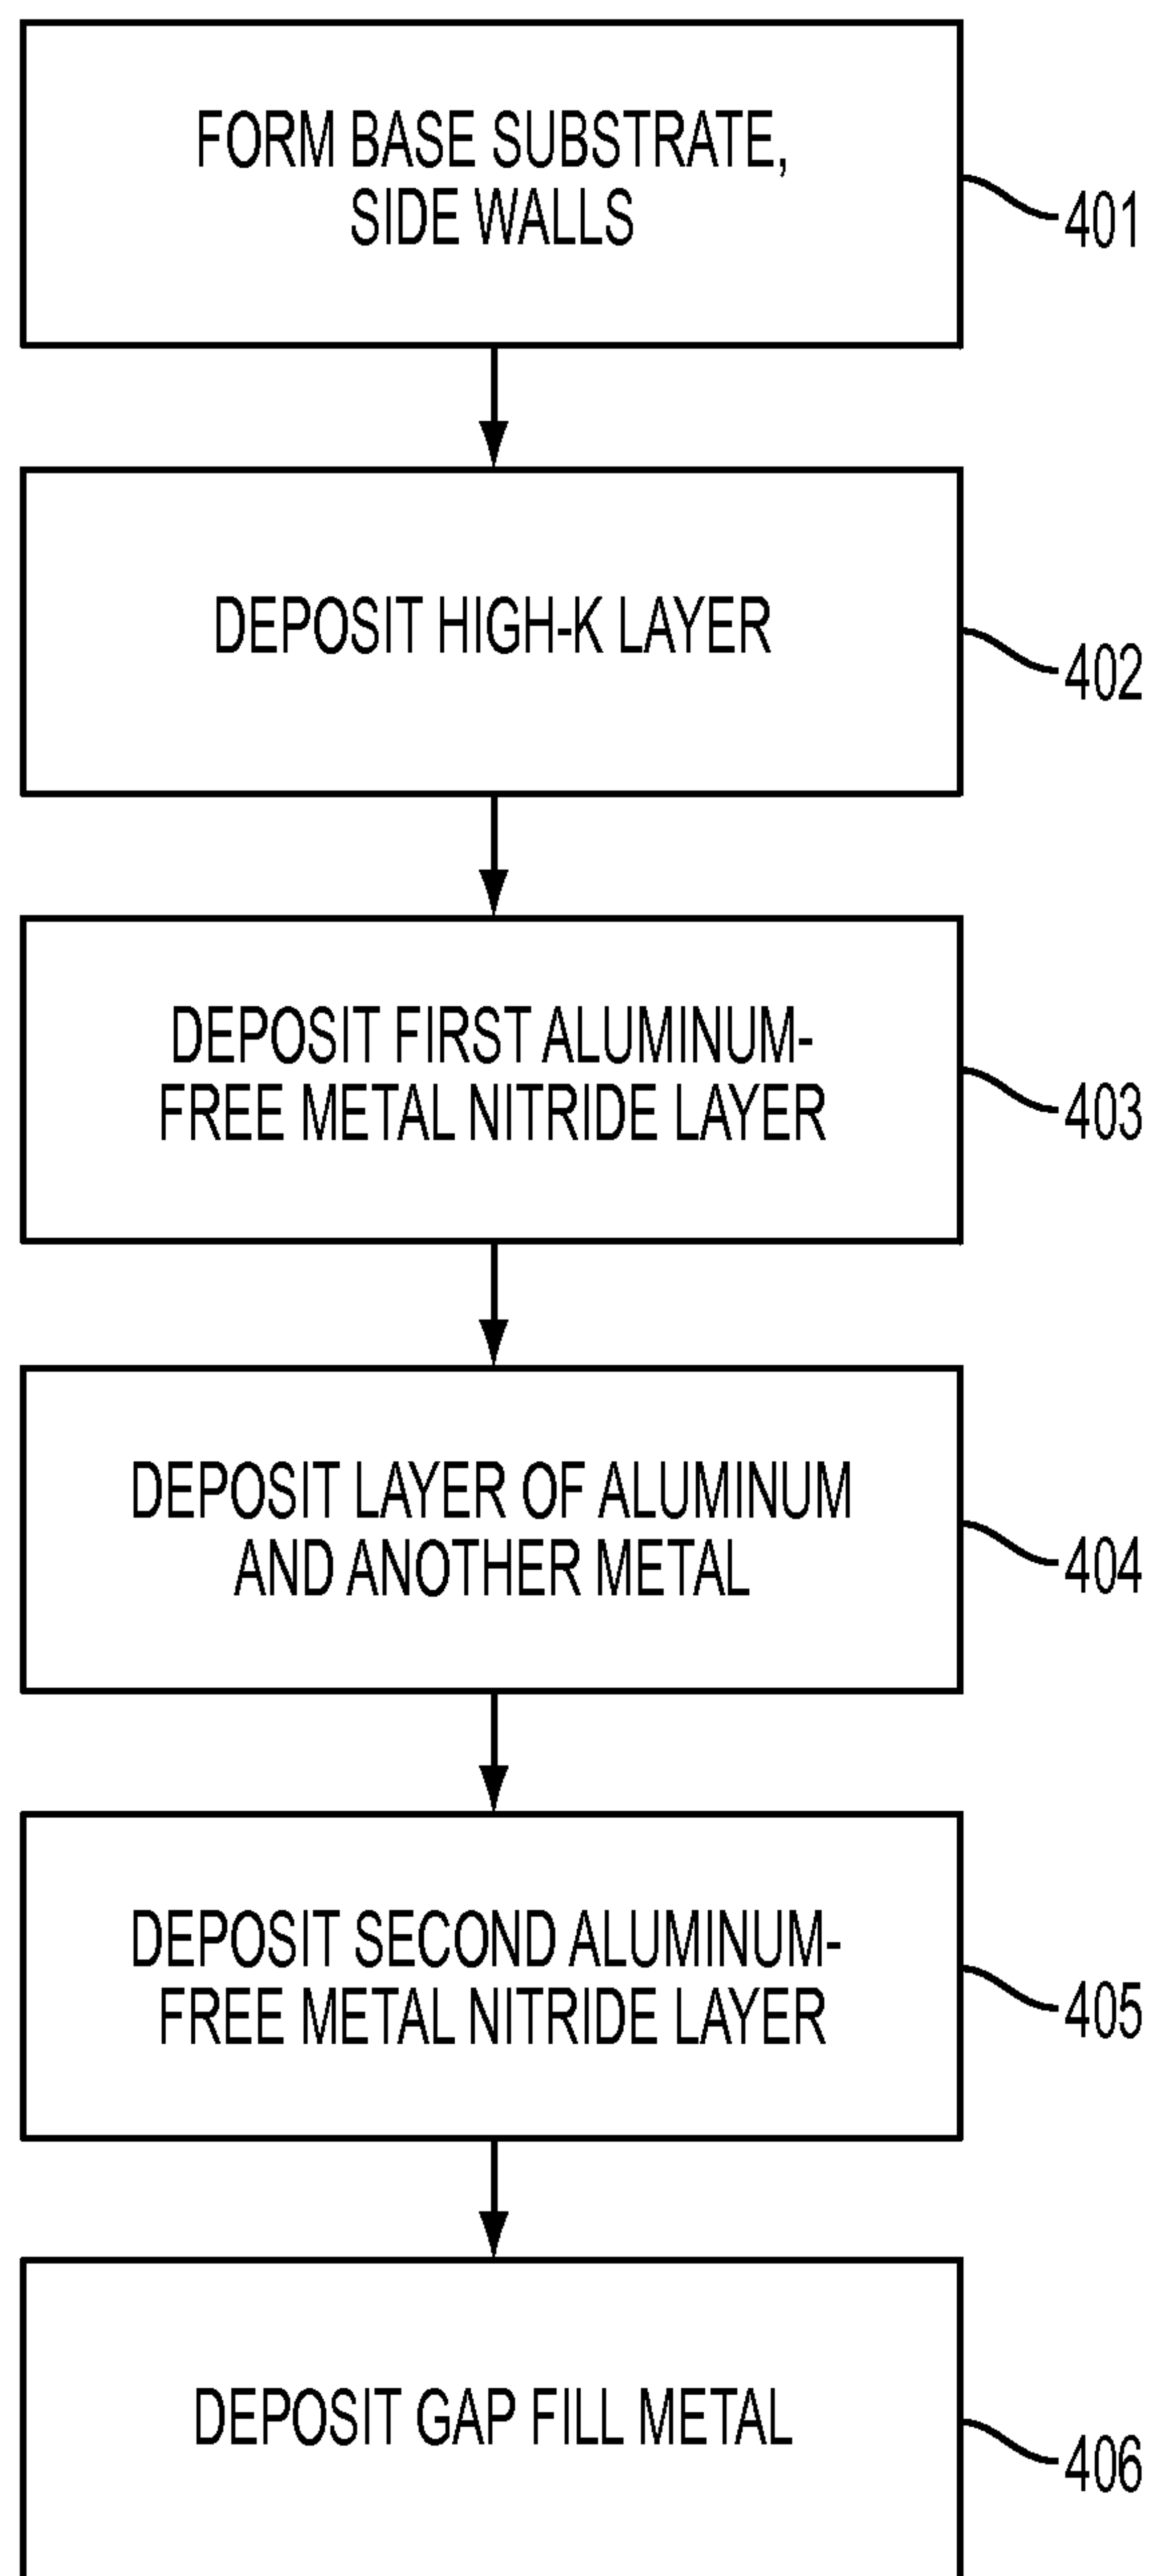 FORM BASE SUBSTRATE,
SIDE WALLS
401
DEPOSIT HIGH-K LAYER
402
DEPOSIT FIRST ALUMINUM-
FREE METAL NITRIDE LAYER
403
DEPOSIT LAYER OF ALUMINUM
AND ANOTHER METAL
404
DEPOSIT SECOND ALUMINUM-
FREE METAL NITRIDE LAYER
405
DEPOSIT GAP FILL METAL
406